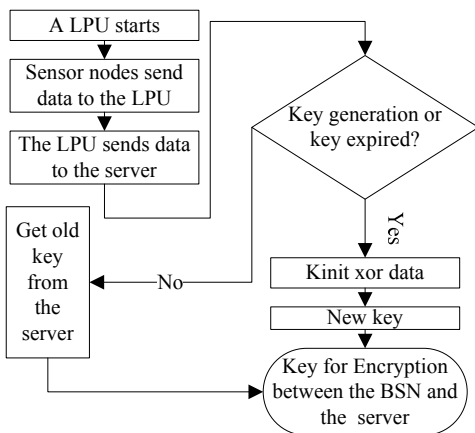 A LPU starts
Sensor nodes send
data to the LPU
The LPU sends data
to the server
Key generation or
key expired?
Yes
No
Get old
key
from
the
server
Kinit xor data
New key
Key for Encryption
between the BSN and
the server